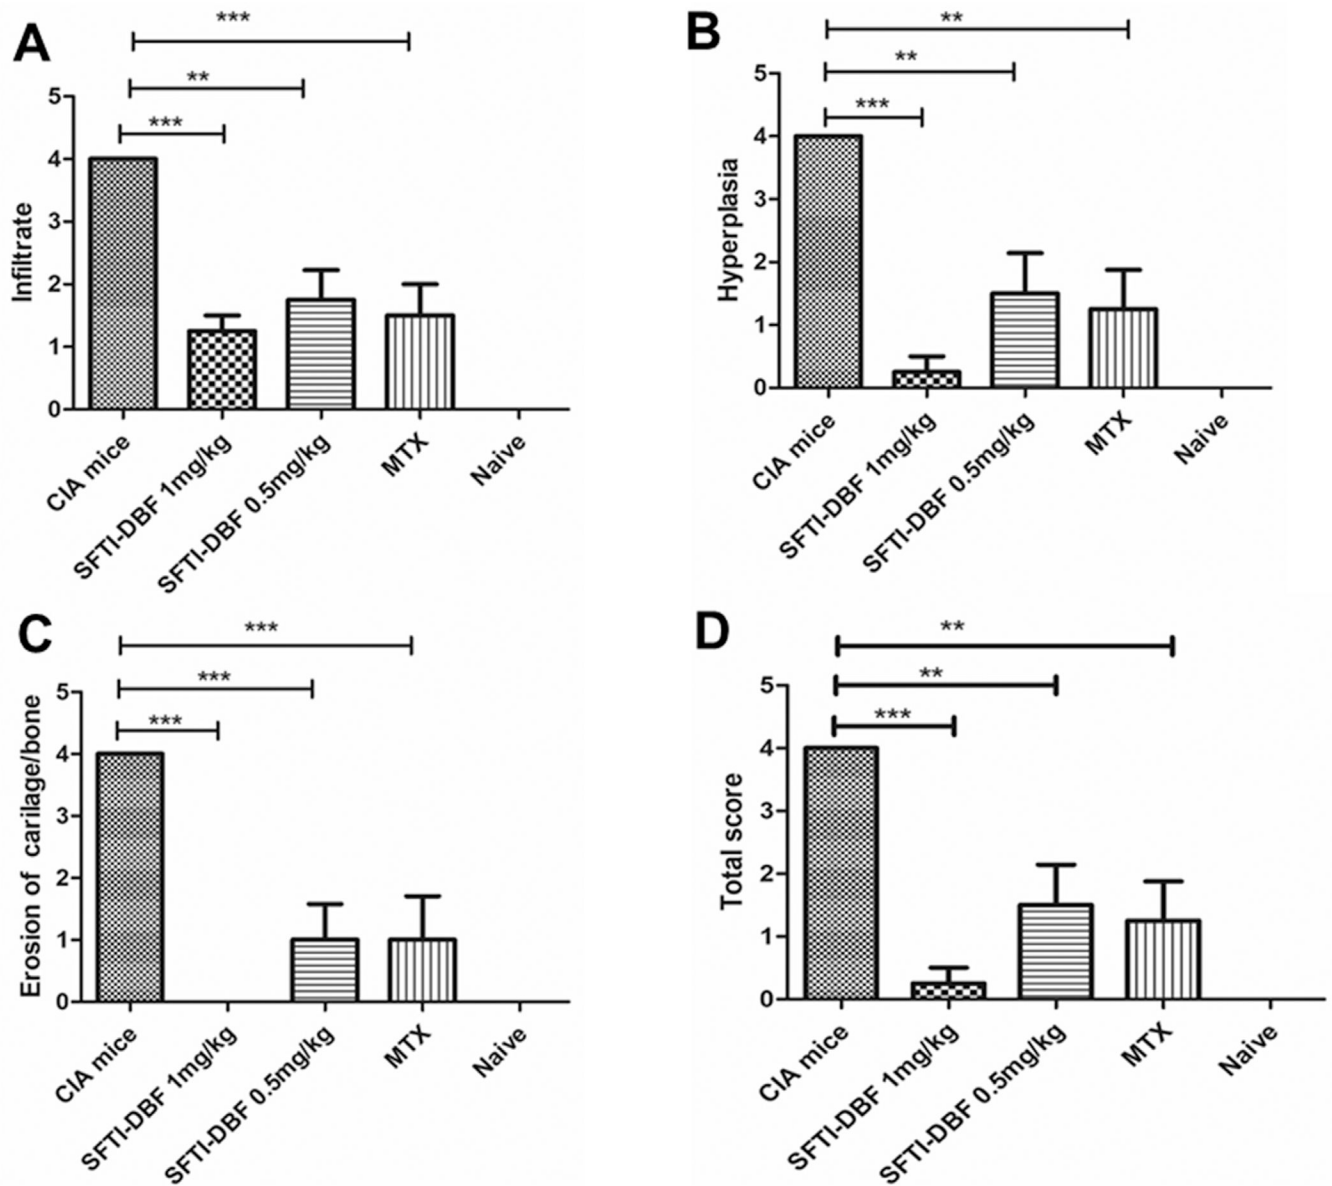 A
***
**
***
5
4
3
2
1
0
Infiltrate
CIA mice
SFTI-DBF 1mg/kg
SFTI-DBF 0.5mg/kg
MTX
Naive
B
**
**
***
5
4
3
2
1
0
Hyperplasia
CIA mice
SFTI-DBF 1mg/kg
SFTI-DBF 0.5mg/kg
MTX
Naive
C
***
***
***
5
4
3
2
1
0
Erosion of carilage/bone
CIA mice
SFTI-DBF 1mg/kg
SFTI-DBF 0.5mg/kg
MTX
Naive
D
**
**
***
5
4
3
2
1
0
Total score
CIA mice
SFTI-DBF 1mg/kg
SFTI-DBF 0.5mg/kg
MTX
Naive